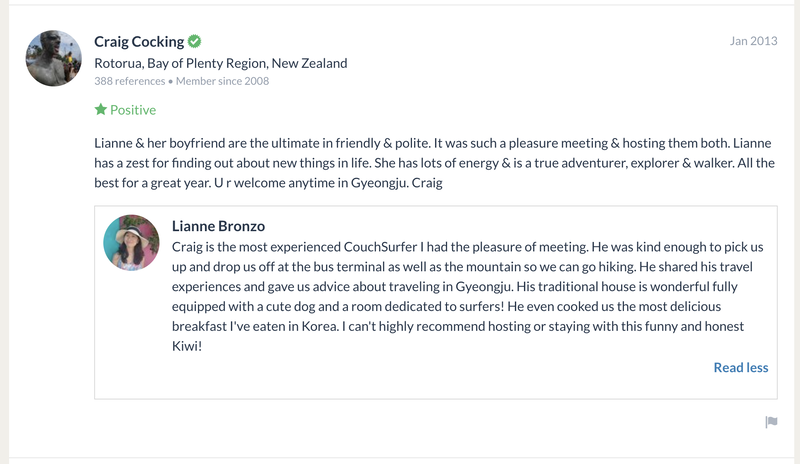 Craig Cocking
Jan 2013
Rotorua, Bay of Plenty Region, New Zealand
388 references • Member since 2008
Positive
Lianne & her boyfriend are the ultimate in friendly & polite. It was such a pleasure meeting & hosting them both. Lianne
has a zest for finding out about new things in life. She has lots of energy & is a true adventurer, explorer & walker. All the
best for a great year. U r welcome anytime in Gyeongju. Craig
Lianne Bronzo
Craig is the most experienced CouchSurfer I had the pleasure of meeting. He was kind enough to pick us
up and drop us off at the bus terminal as well as the mountain so we can go hiking. He shared his travel
experiences and gave us advice about traveling in Gyeongju. His traditional house is wonderful fully
equipped with a cute dog and a room dedicated to surfers! He even cooked us the most delicious
breakfast I've eaten in Korea. I can't highly recommend hosting or staying with this funny and honest
Kiwi!
Read less